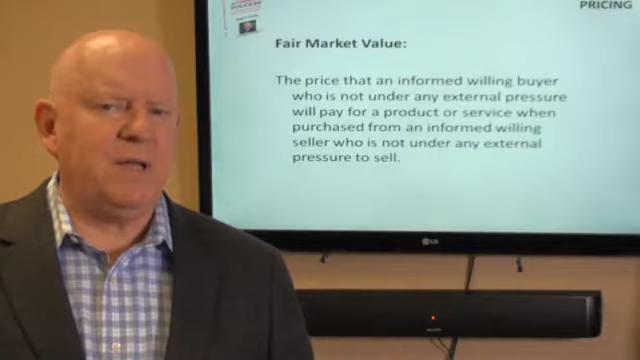 PRICING
Fair Market Value:
The price that an informed willing buyer
who is not under any external pressure
will pay for a product or service when
purchased from an informed willing
seller who is not under any external
pressure to sell.
LG